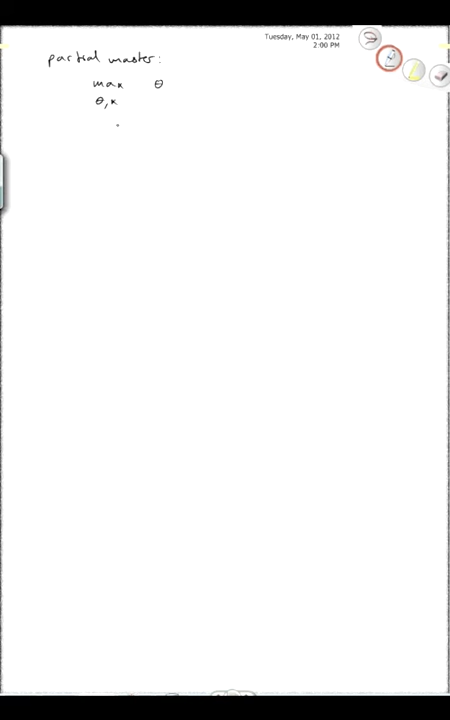 Tuesday, May 01, 2012
2:00 PM
partial master:
max θ
θ, x